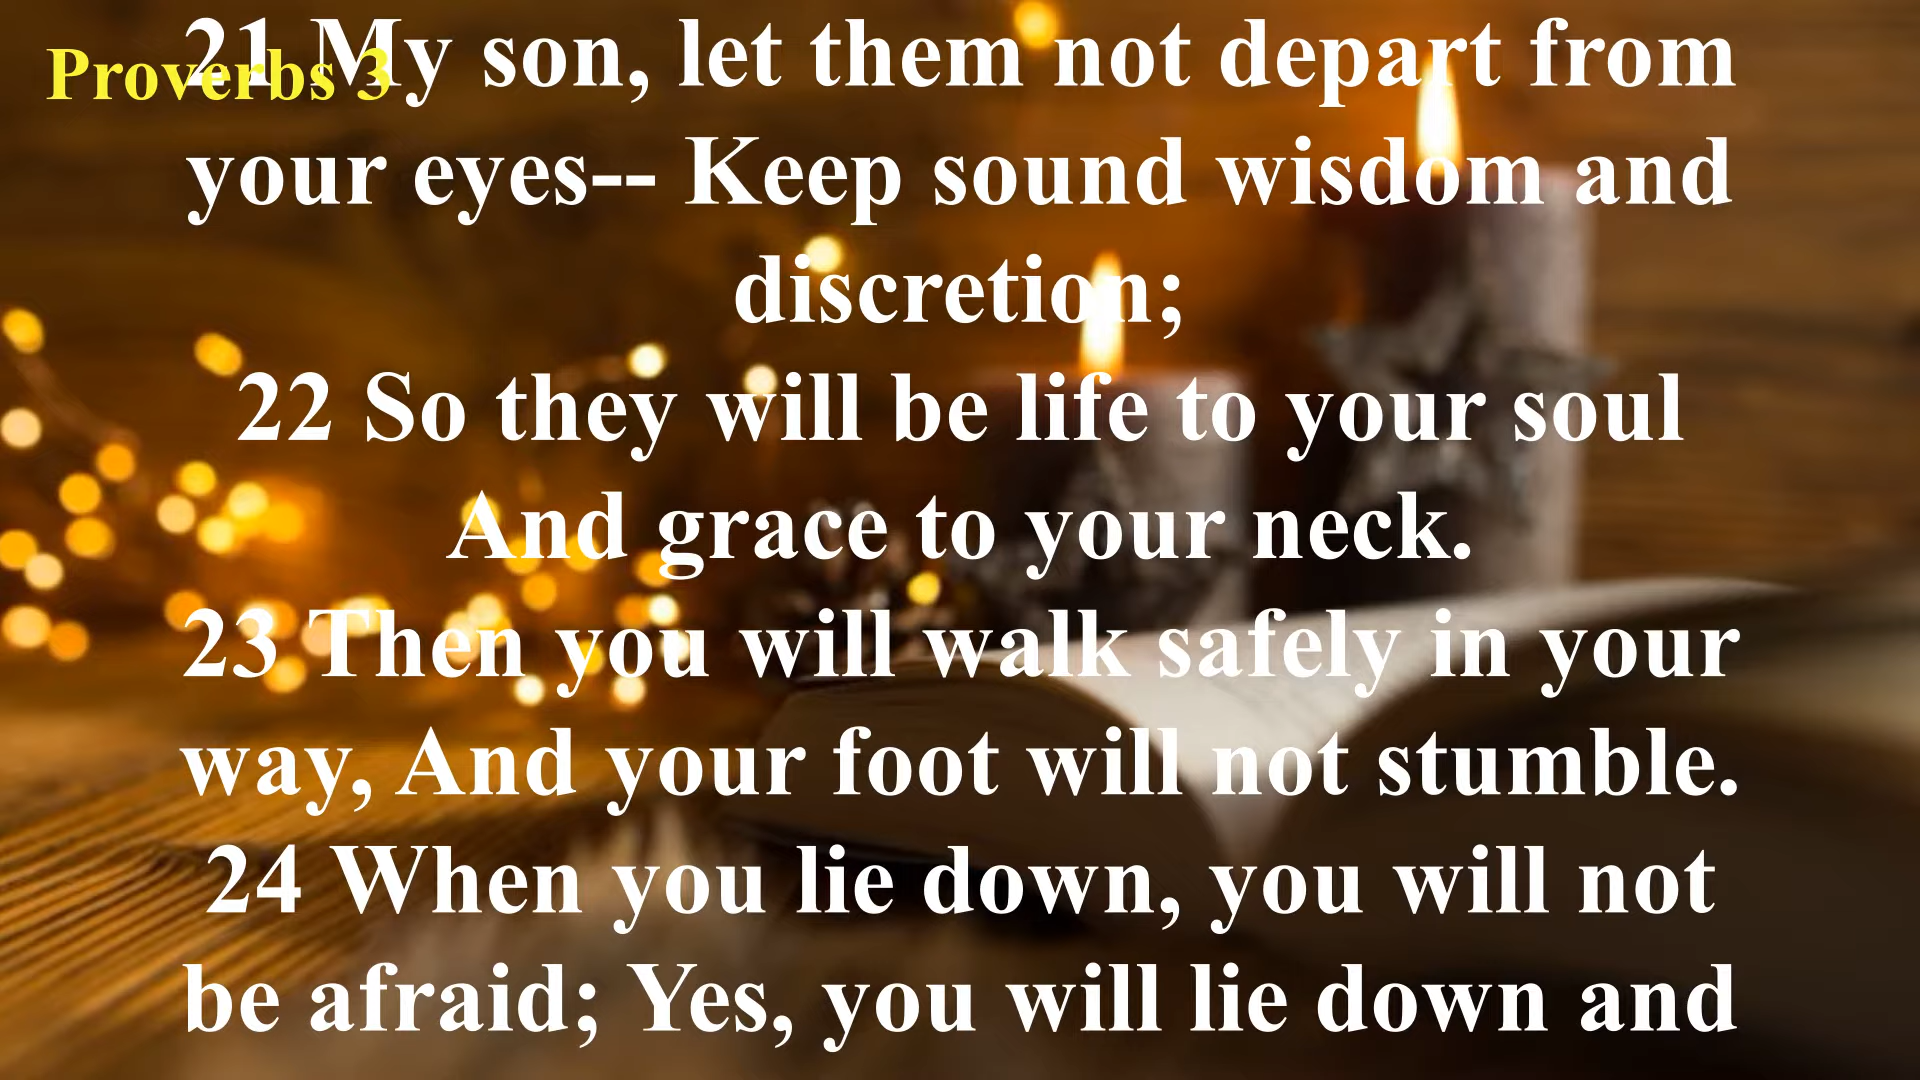 Proverbs 3
21 My son, let them not depart from
your eyes-- Keep sound wisdom and
discretion;
22 So they will be life to your soul
And grace to your neck.
23 Then you will walk safely in your
way, And your foot will not stumble.
24 When you lie down, you will not
be afraid; Yes, you will lie down and